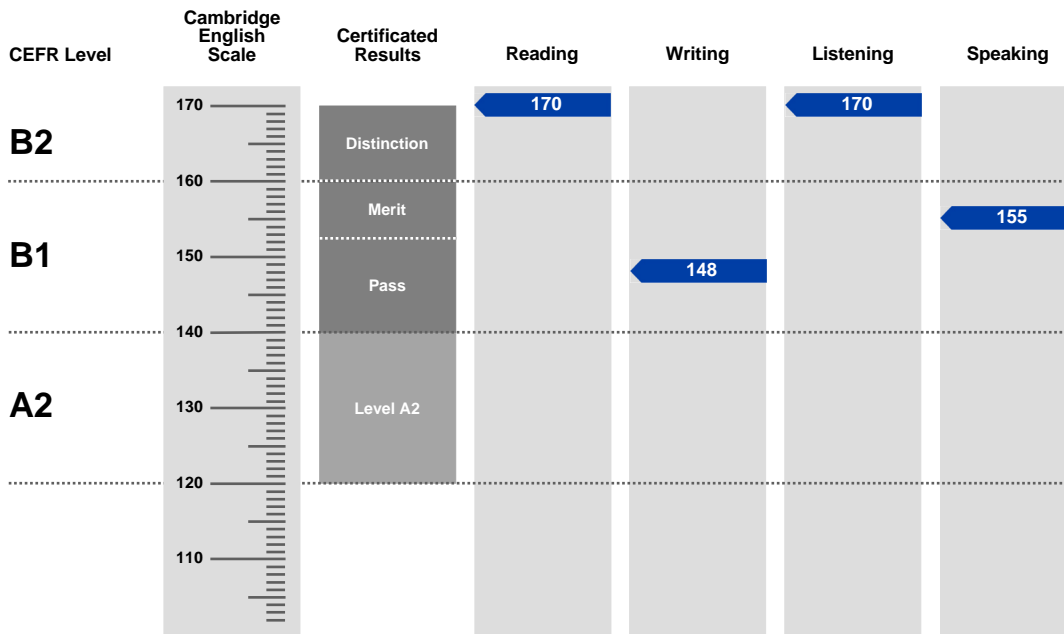 CEFR Level
Cambridge
English
Scale
Certificated
Results
Reading
Writing
Listening
Speaking
170
170
170
B2
Distinction
160
Merit
155
B1
150
148
Pass
140
A2
130
Level A2
120
110